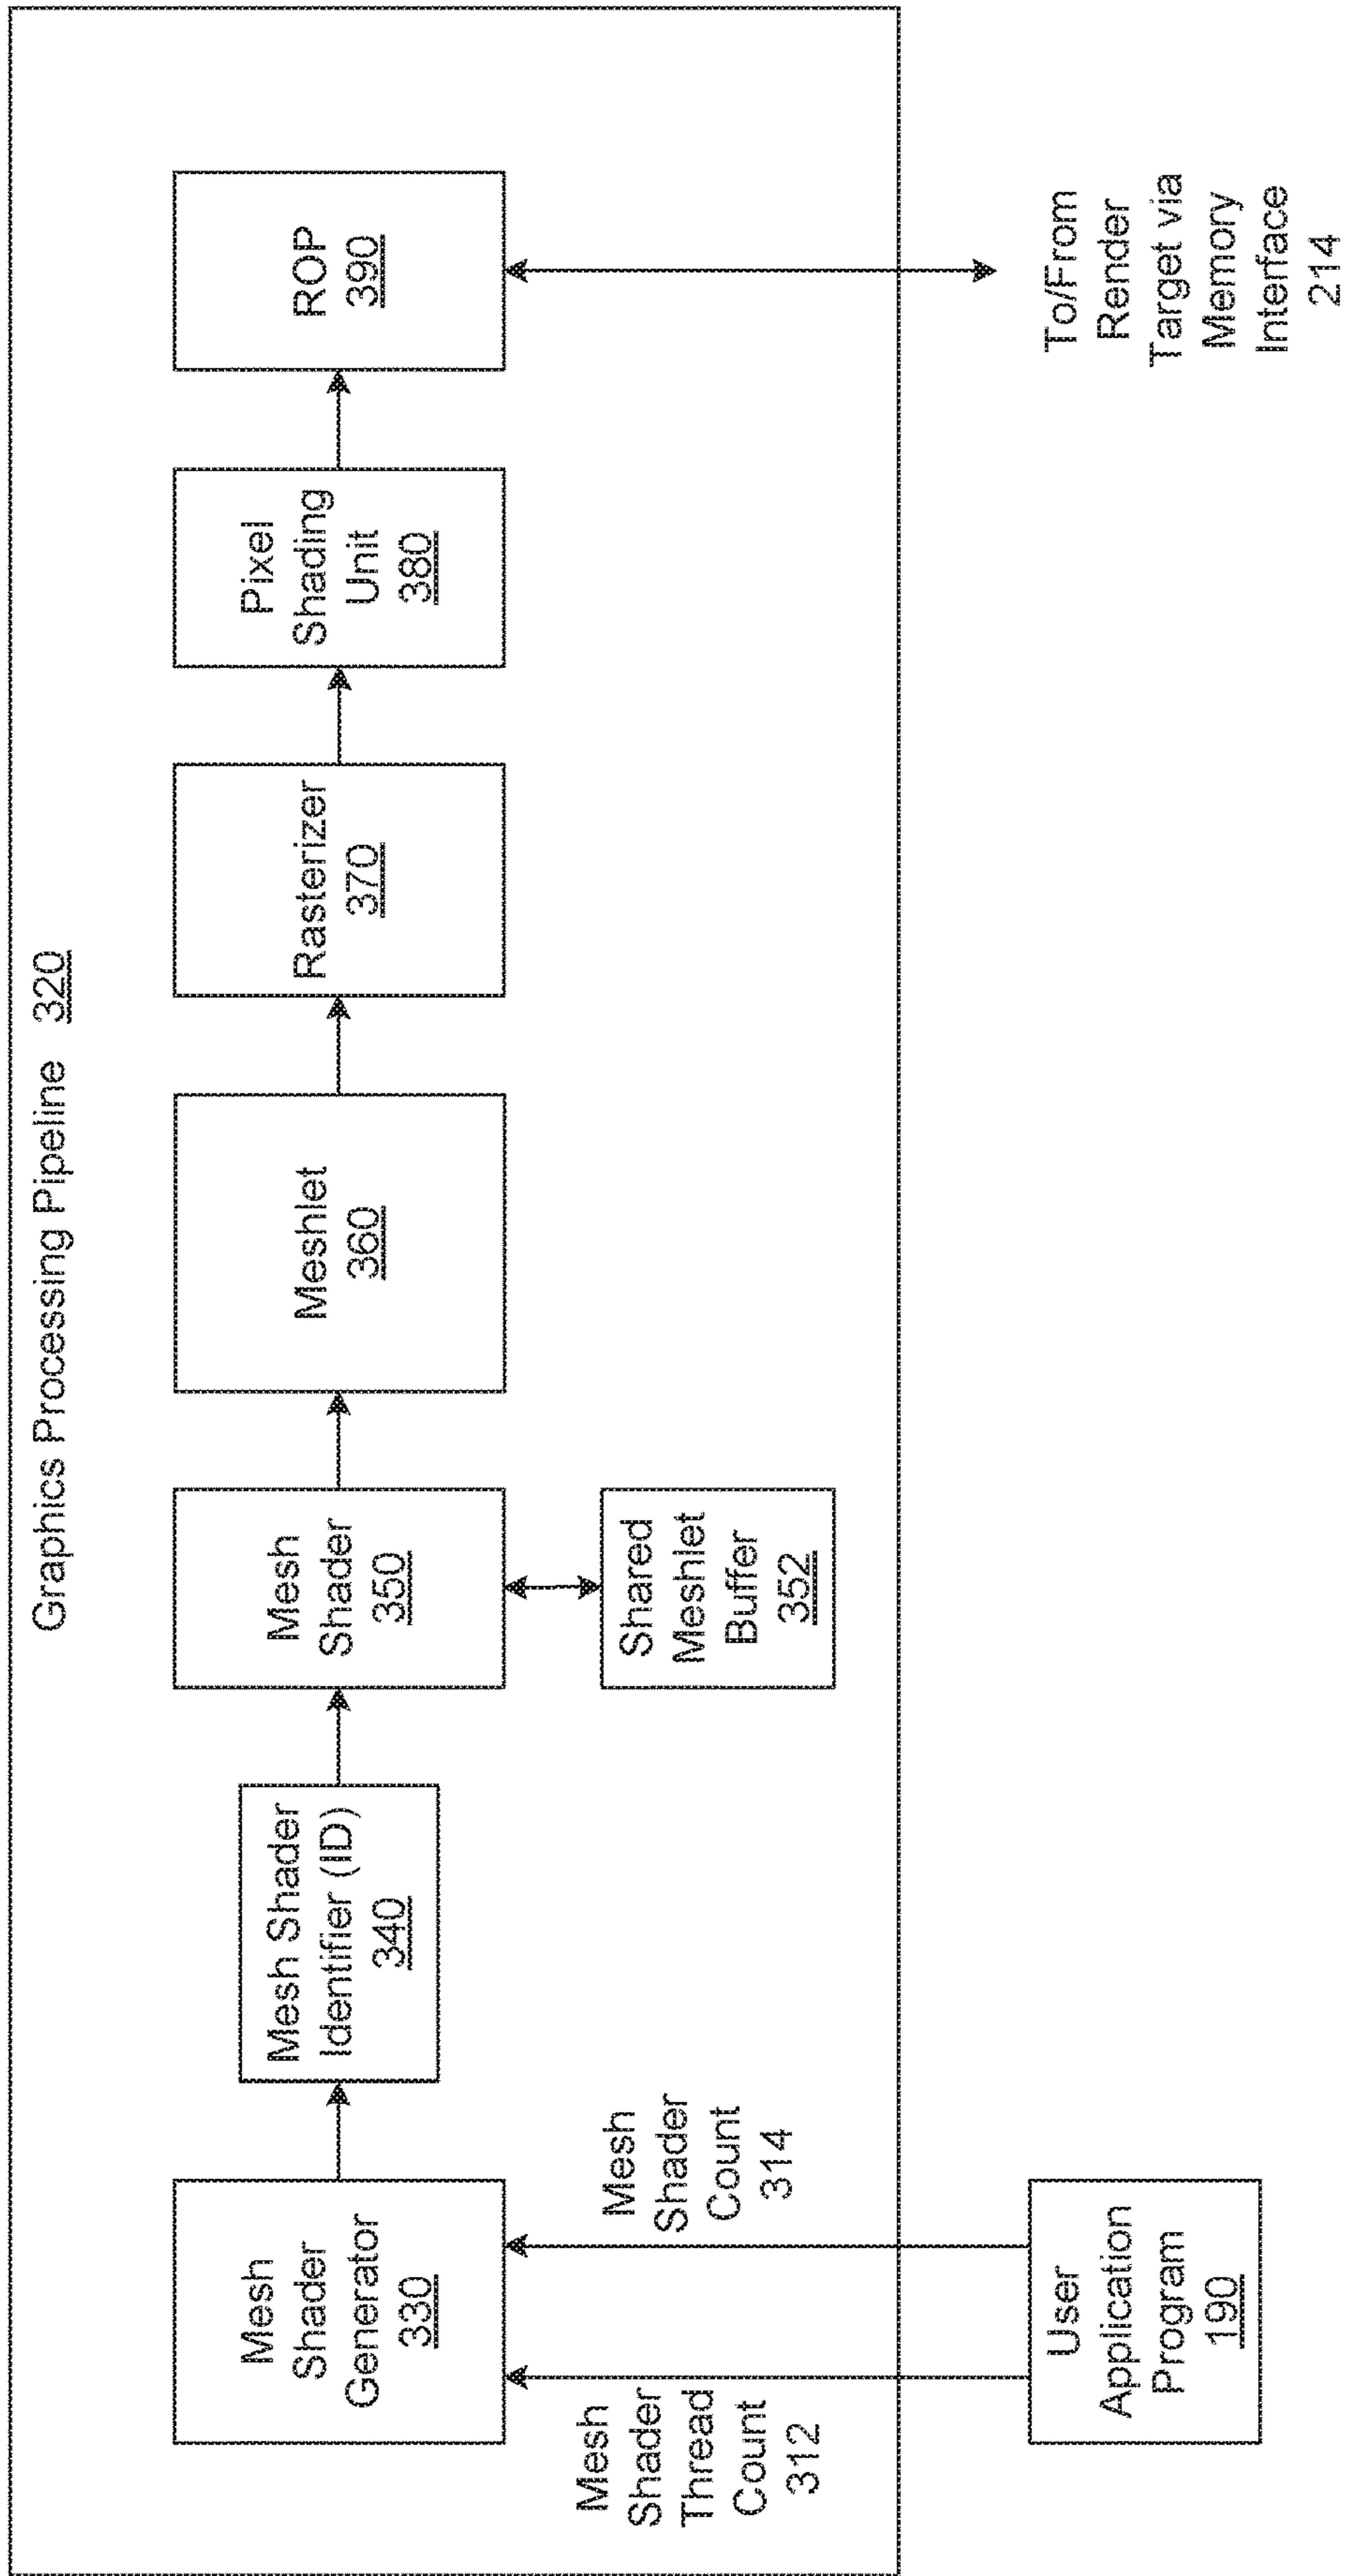 Graphics Processing Pipeline 320
Mesh
Shader
Generator
330
Mesh Shader
Identifier (ID)
340
Mesh
Shader
350
Meshlet
360
Rasterizer
370
Pixel
Shading
Unit
380
ROP
390
Shared
Meshlet
Buffer
352
Mesh
Shader
Thread
Count
312
Mesh
Shader
Count
314
User
Application
Program
190
To/From
Render
Target via
Memory
Interface
214